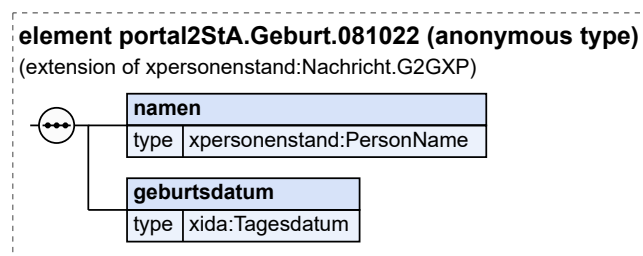 element portal2StA.Geburt.081022 (anonymous type)
(extension of xpersonenstand:Nachricht.G2GXP)
namen
type xpersonenstand:PersonName
geburtsdatum
type xida:Tagesdatum